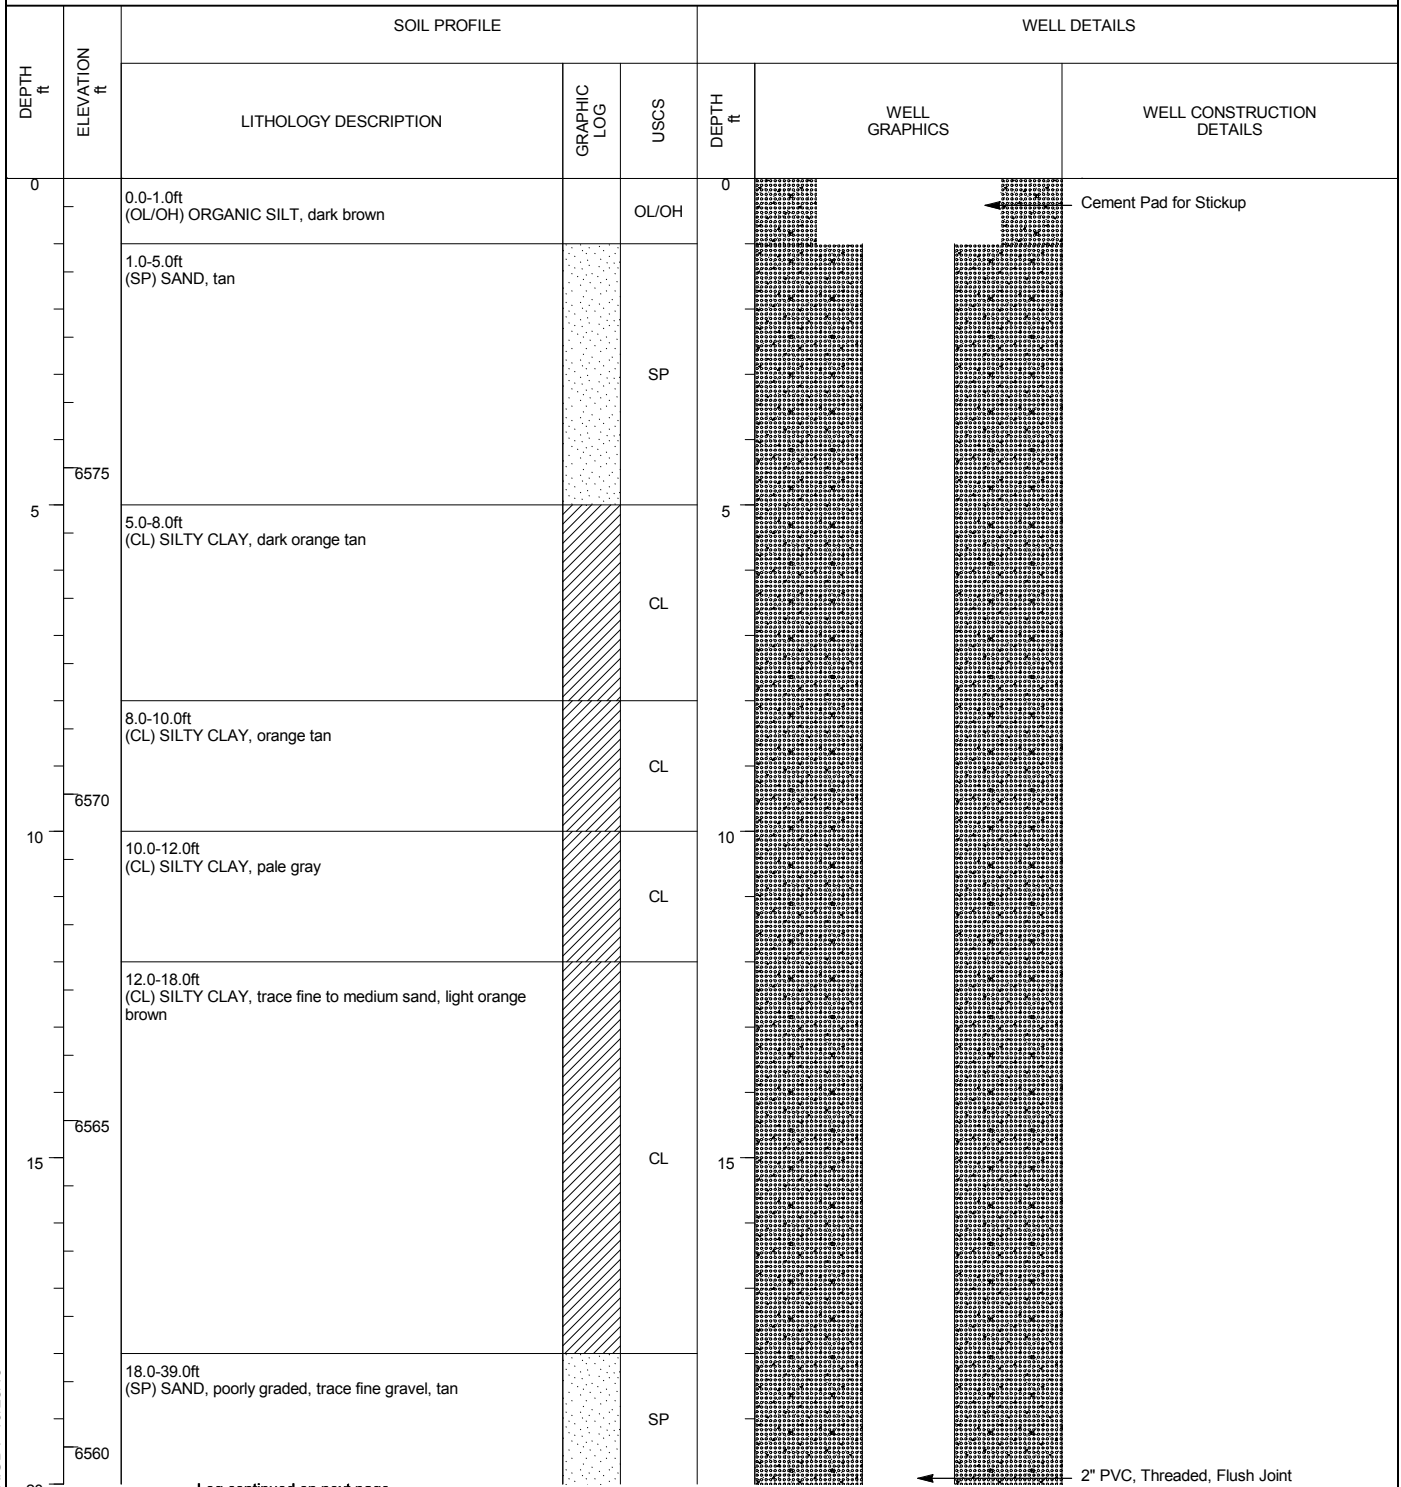 SOIL PROFILE
WELL DETAILS
DEPTH
ft
ELEVATION
ft
LITHOLOGY DESCRIPTION
GRAPHIC
LOG
USCS
DEPTH
ft
WELL
GRAPHICS
WELL CONSTRUCTION
DETAILS
0
0.0-1.0ft
(OL/OH) ORGANIC SILT, dark brown
OL/OH
0
Cement Pad for Stickup
1.0-5.0ft
(SP) SAND, tan
SP
6575
5
5.0-8.0ft
(CL) SILTY CLAY, dark orange tan
CL
5
8.0-10.0ft
(CL) SILTY CLAY, orange tan
CL
6570
10
10.0-12.0ft
(CL) SILTY CLAY, pale gray
CL
10
12.0-18.0ft
(CL) SILTY CLAY, trace fine to medium sand, light orange
brown
6565
15
CL
15
18.0-39.0ft
(SP) SAND, poorly graded, trace fine gravel, tan
SP
6560
2" PVC, Threaded, Flush Joint
Log continued on next page